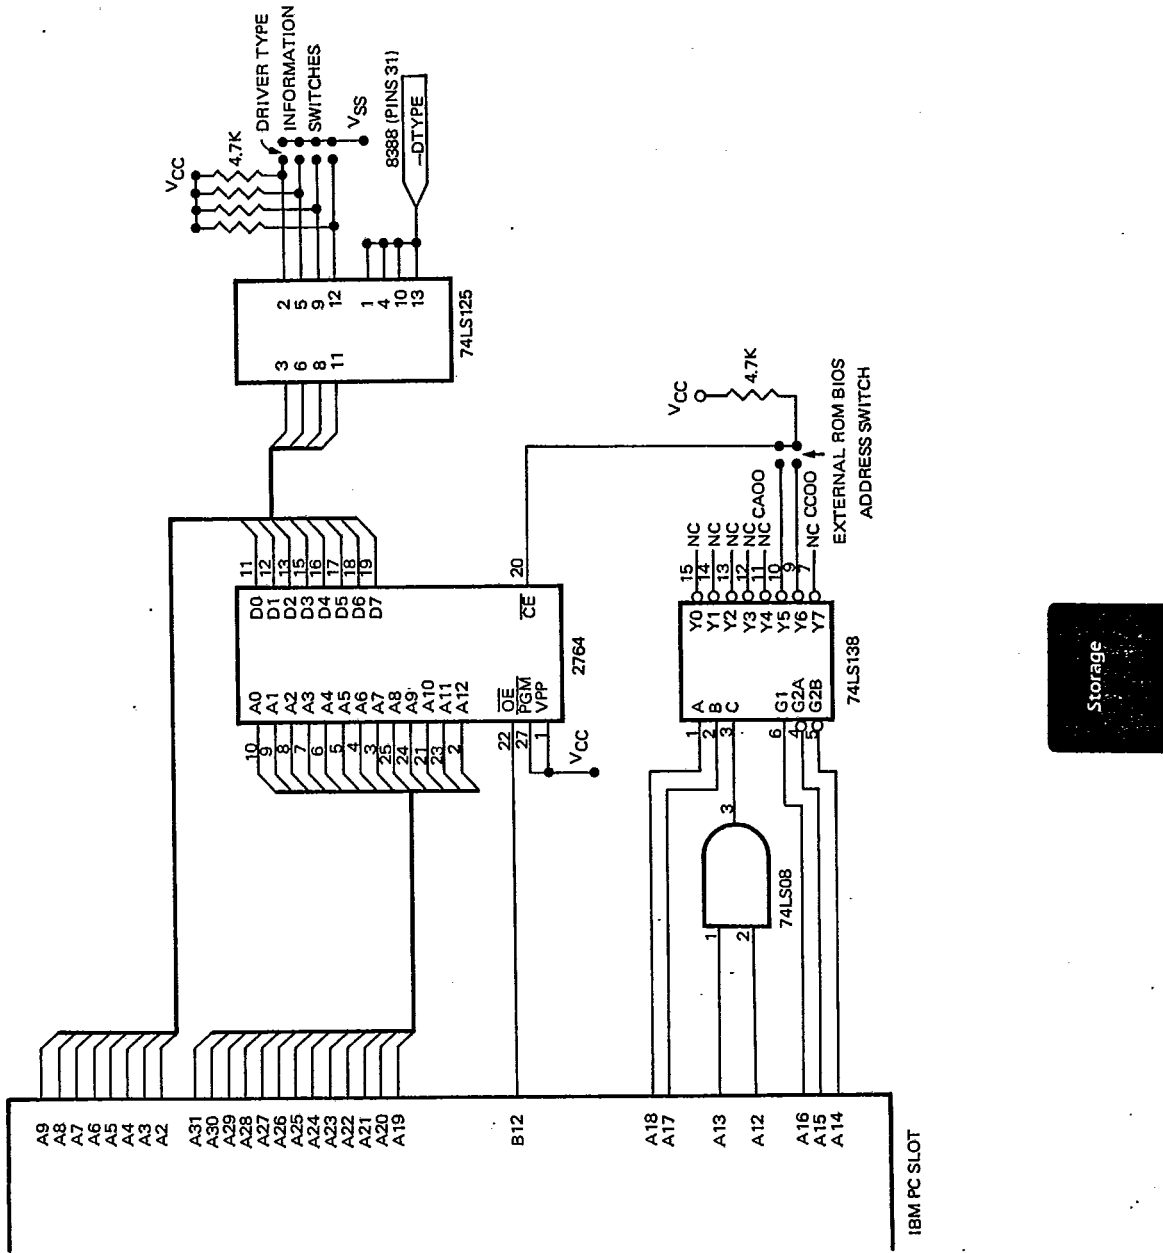 VCC
4.7K
DRIVER TYPE
INFORMATION
SWITCHES
VSS
8388 (PINS 31)
–DTYPE
2
5
9
12
1
4
10
13
3
6
8
11
74LS125
11
12
13
15
16
17
18
19
20
D0
D1
D2
D3
D4
D5
D6
D7
CE
A0
A1
A2
A3
A4
A5
A6
A7
A8
A9
A10
A11
A12
OE
PGM
VPP
2764
10
9
8
7
6
5
4
3
25
24
21
23
2
22
27
1
VCC
VCC
4.7K
EXTERNAL ROM BIOS
ADDRESS SWITCH
15 NC
14 NC
13 NC
12 NC
11 NC CA00
10
9
7 NC CC00
Y0
Y1
Y2
Y3
Y4
Y5
Y6
Y7
A
B
C
G1
G2A
G2B
74LS138
1
2
3
6
4
5
3
1
2
74LS08
A9
A8
A7
A6
A5
A4
A3
A2
A31
A30
A29
A28
A27
A26
A25
A24
A23
A22
A21
A20
A19
B12
A18
A17
A13
A12
A16
A15
A14
IBM PC SLOT
Storage